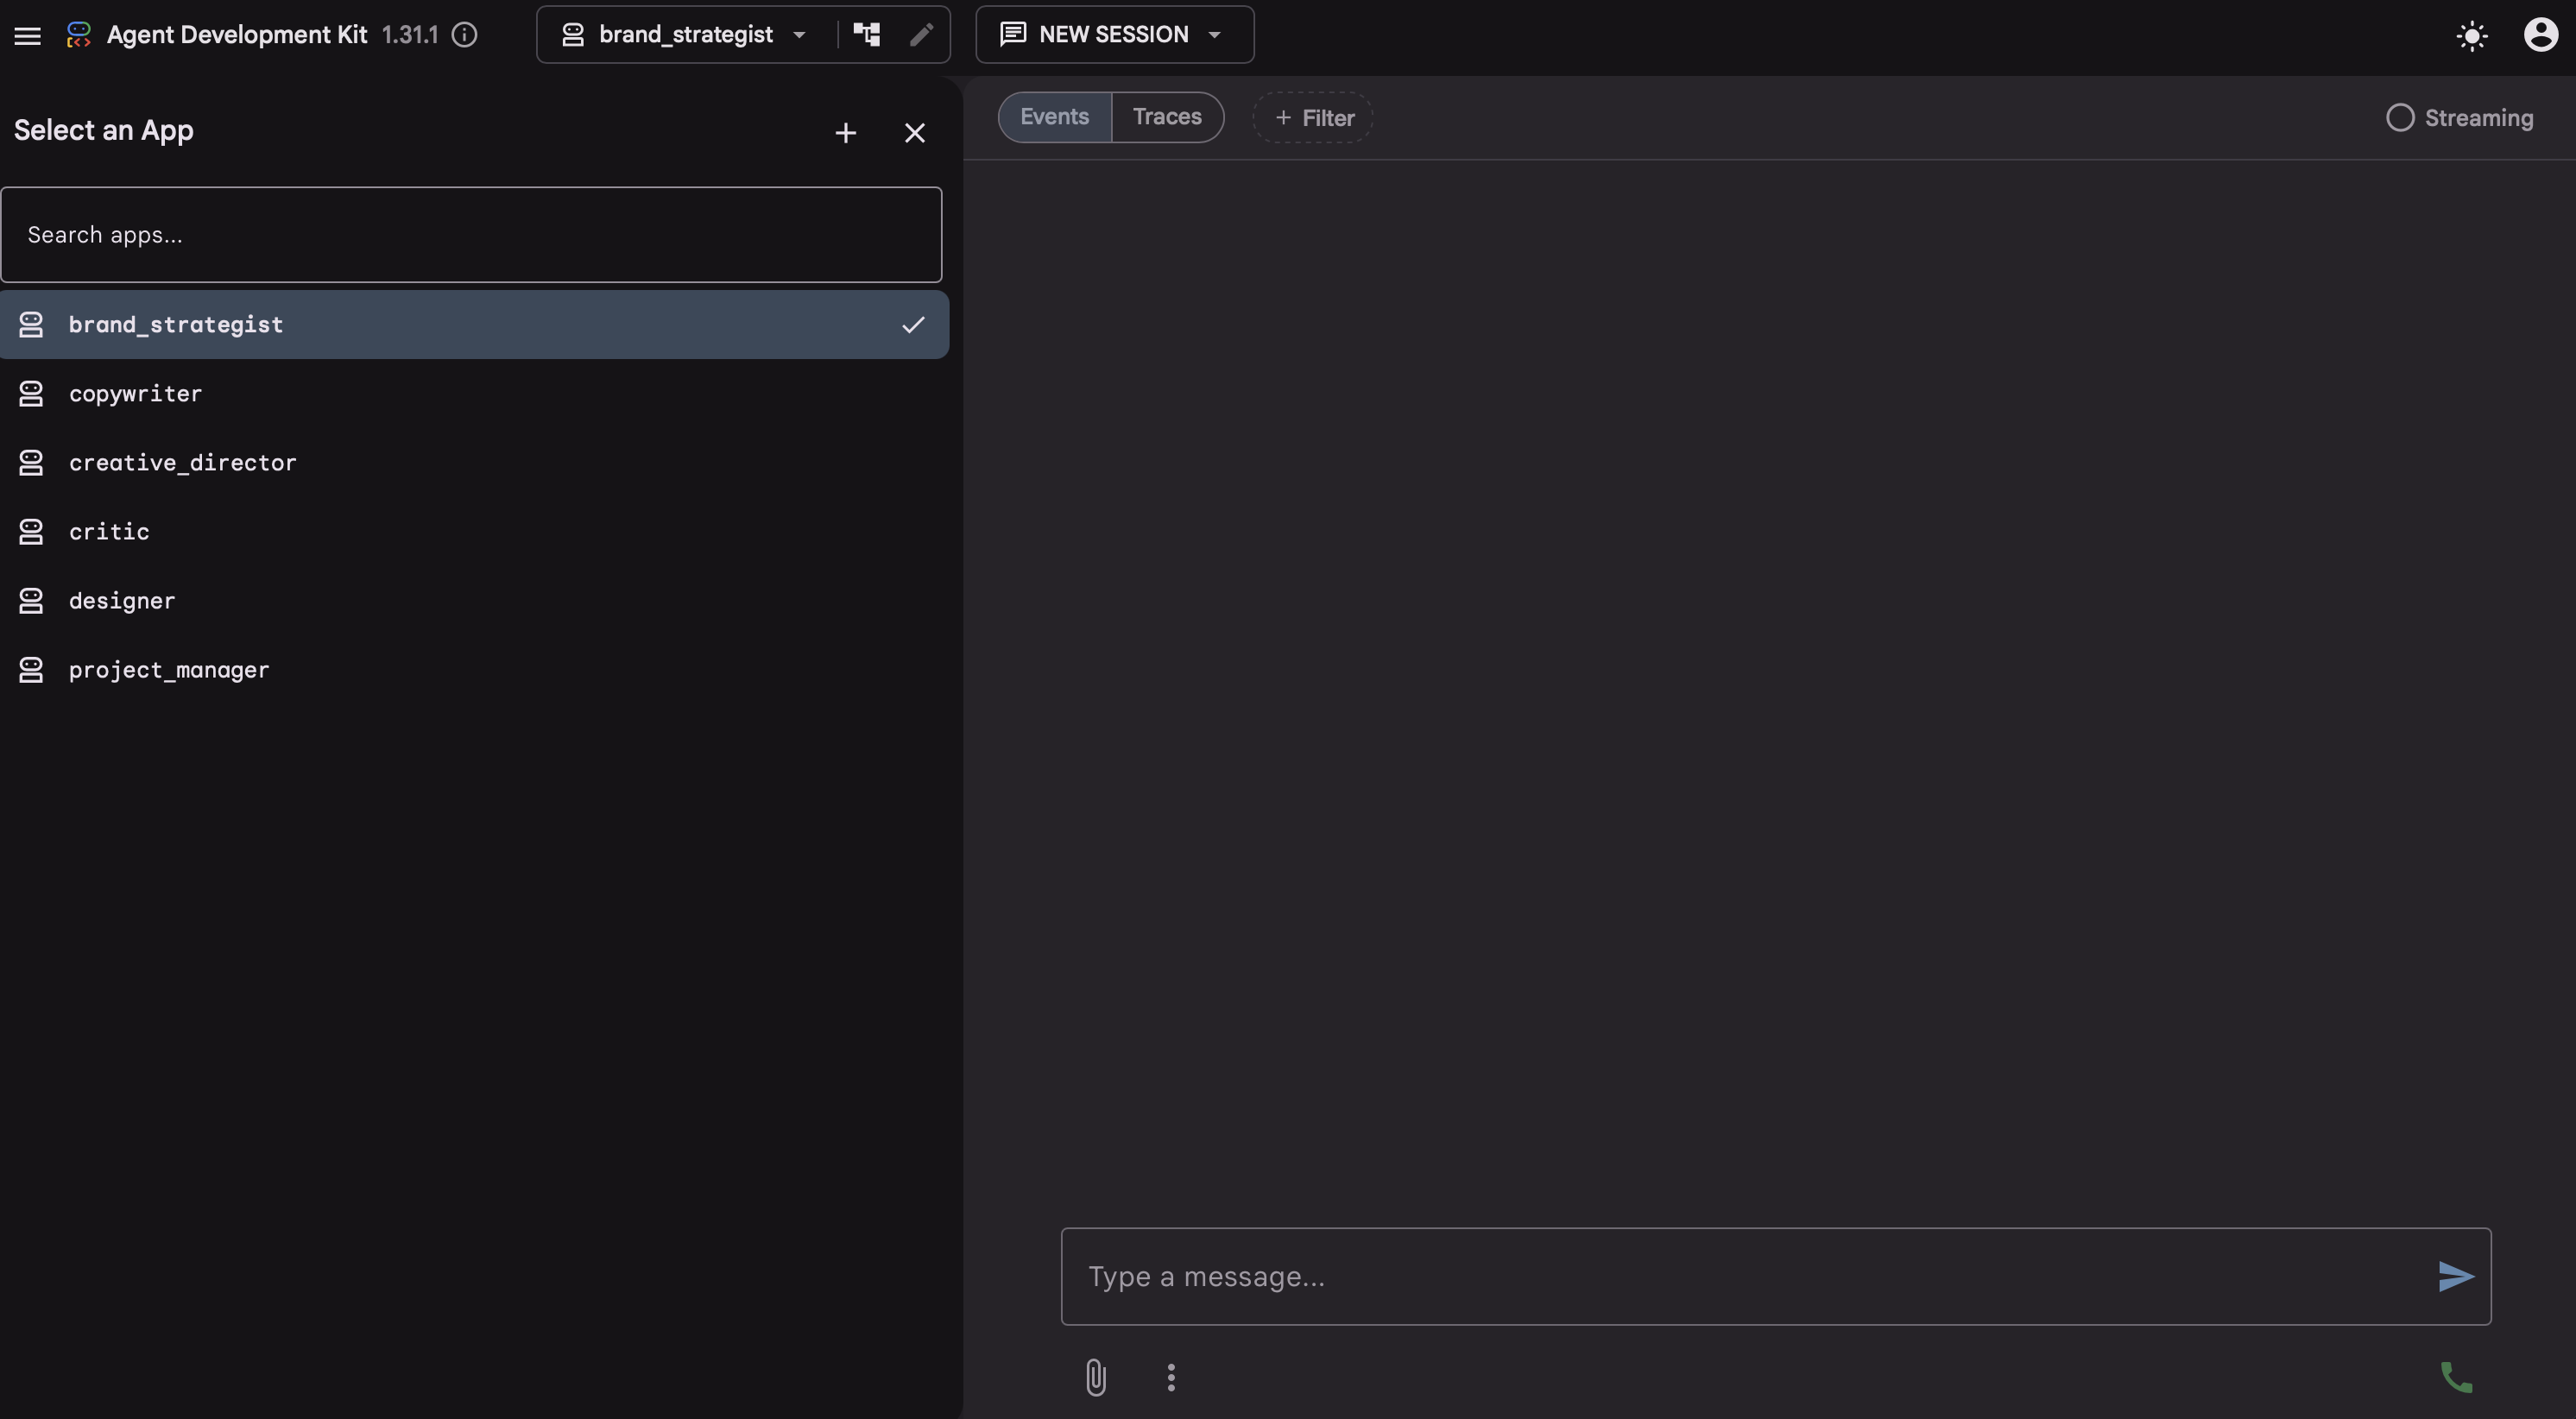 Agent Development Kit 1.31.1
brand_strategist
NEW SESSION
Select an App
Search apps...
brand_strategist
copywriter
creative_director
critic
designer
project_manager
Events
Traces
+ Filter
Streaming
Type a message...